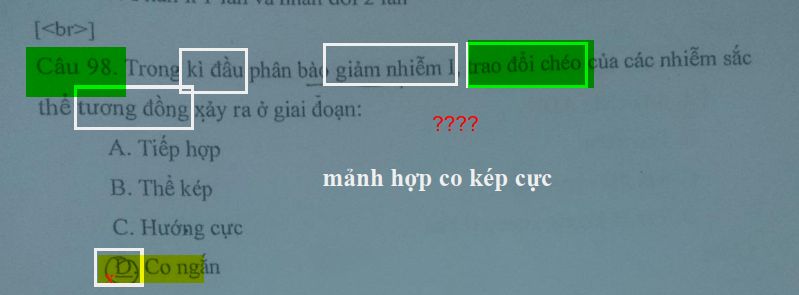 [<br>]
Câu 98. Trong kì đầu phân bào giảm nhiễm I, trao đổi chéo của các nhiễm sắc
thể tương đồng xảy ra ở giai đoạn:
????
A. Tiếp hợp
B. Thể kép
mảnh hợp co kép cực
C. Hướng cực
D. Co ngắn